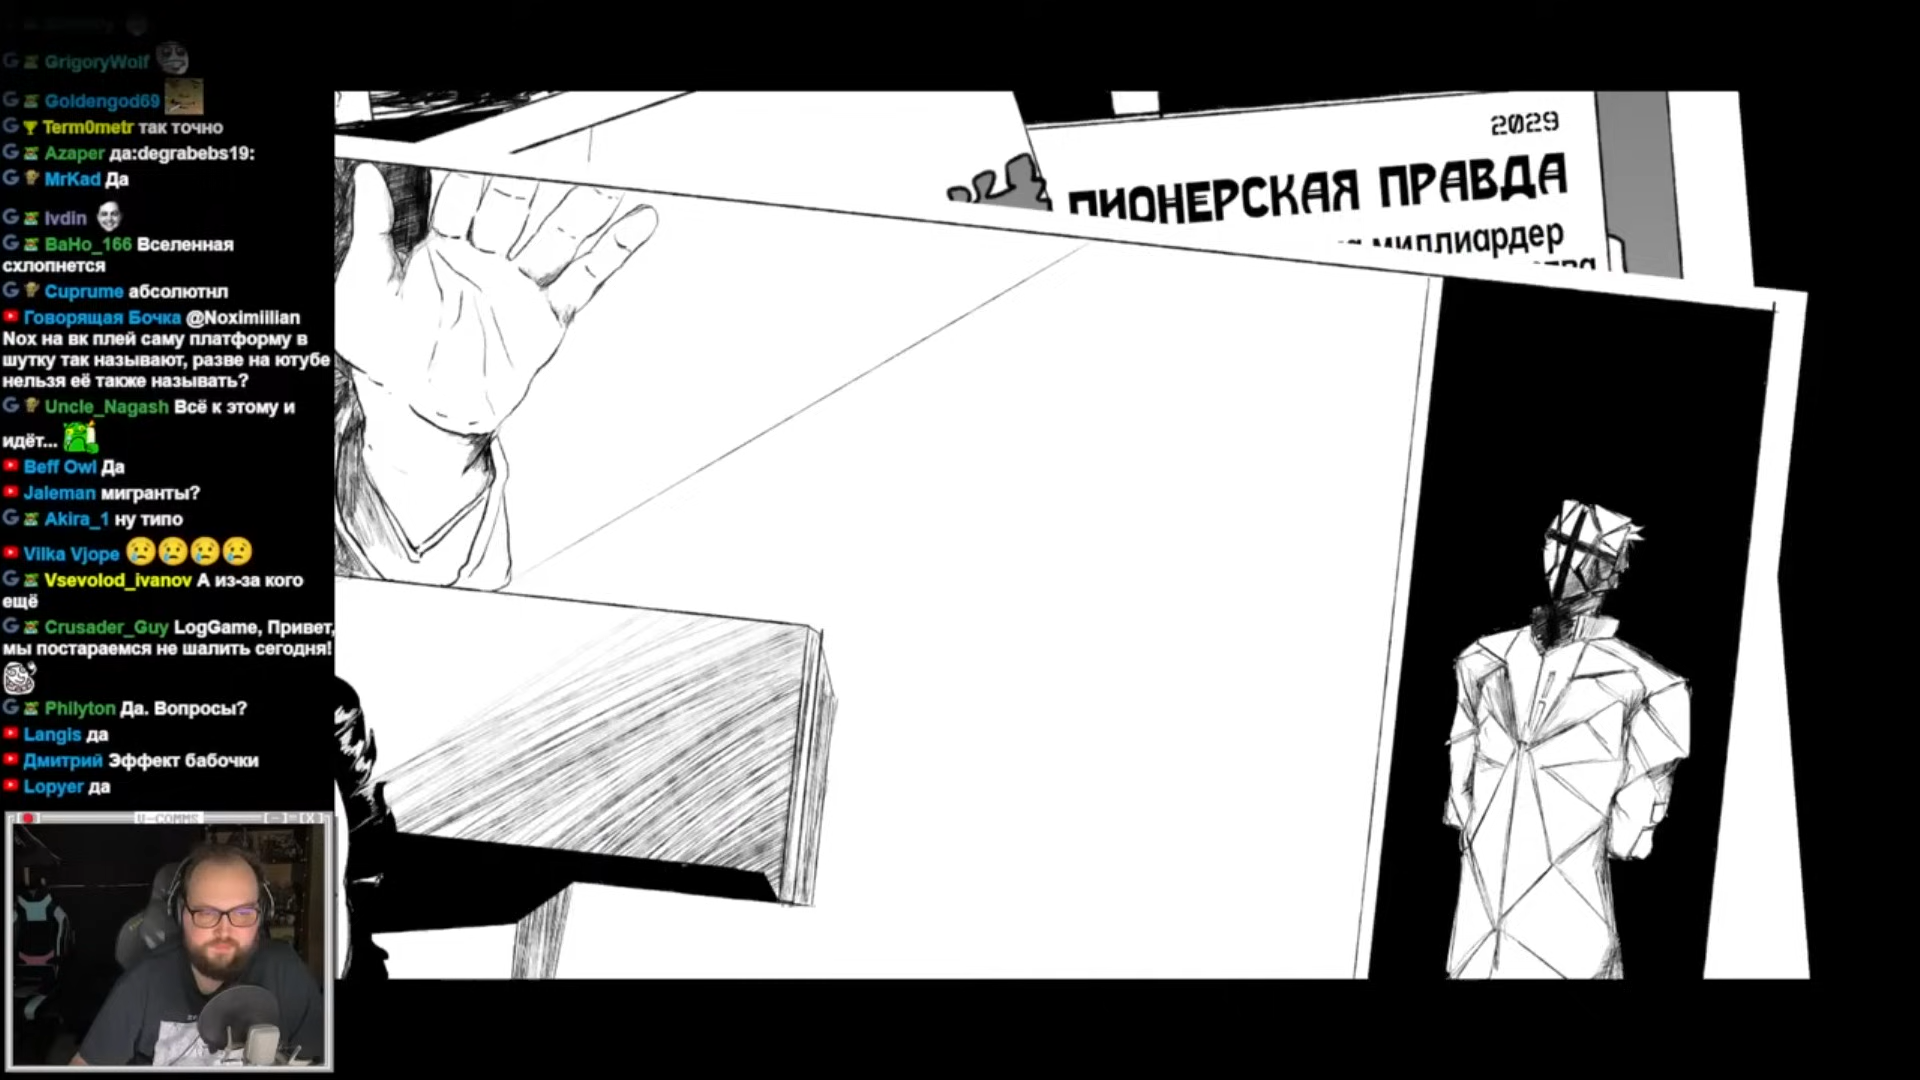 GrigoryWolf
Goldengod69
Term0metr так точно
Azaper да:degrabebs19:
MrKad Да
Ivdin
BaHo_166 Вселенная
схлопнется
Cuprume абсолютнл
Говорящая Бочка @Noximiilian
Nox на вк плей саму платформу в
шутку так называют, разве на ютубе
нельзя её также называть?
Uncle_Nagash Всё к этому и
идёт...
Beff Owl Да
Jaleman мигранты?
Akira_1 ну типо
Vilka Vjope
Vsevolod_ivanov А из-за кого
ещё
Crusader_Guy LogGame, Привет,
мы постараемся не шалить сегодня!
Philyton Да. Вопросы?
Langis да
Дмитрий Эффект бабочки
Lopyer да
U-COMMS
2029
ПИОНЕРСКАЯ ПРАВДА
миллиардер